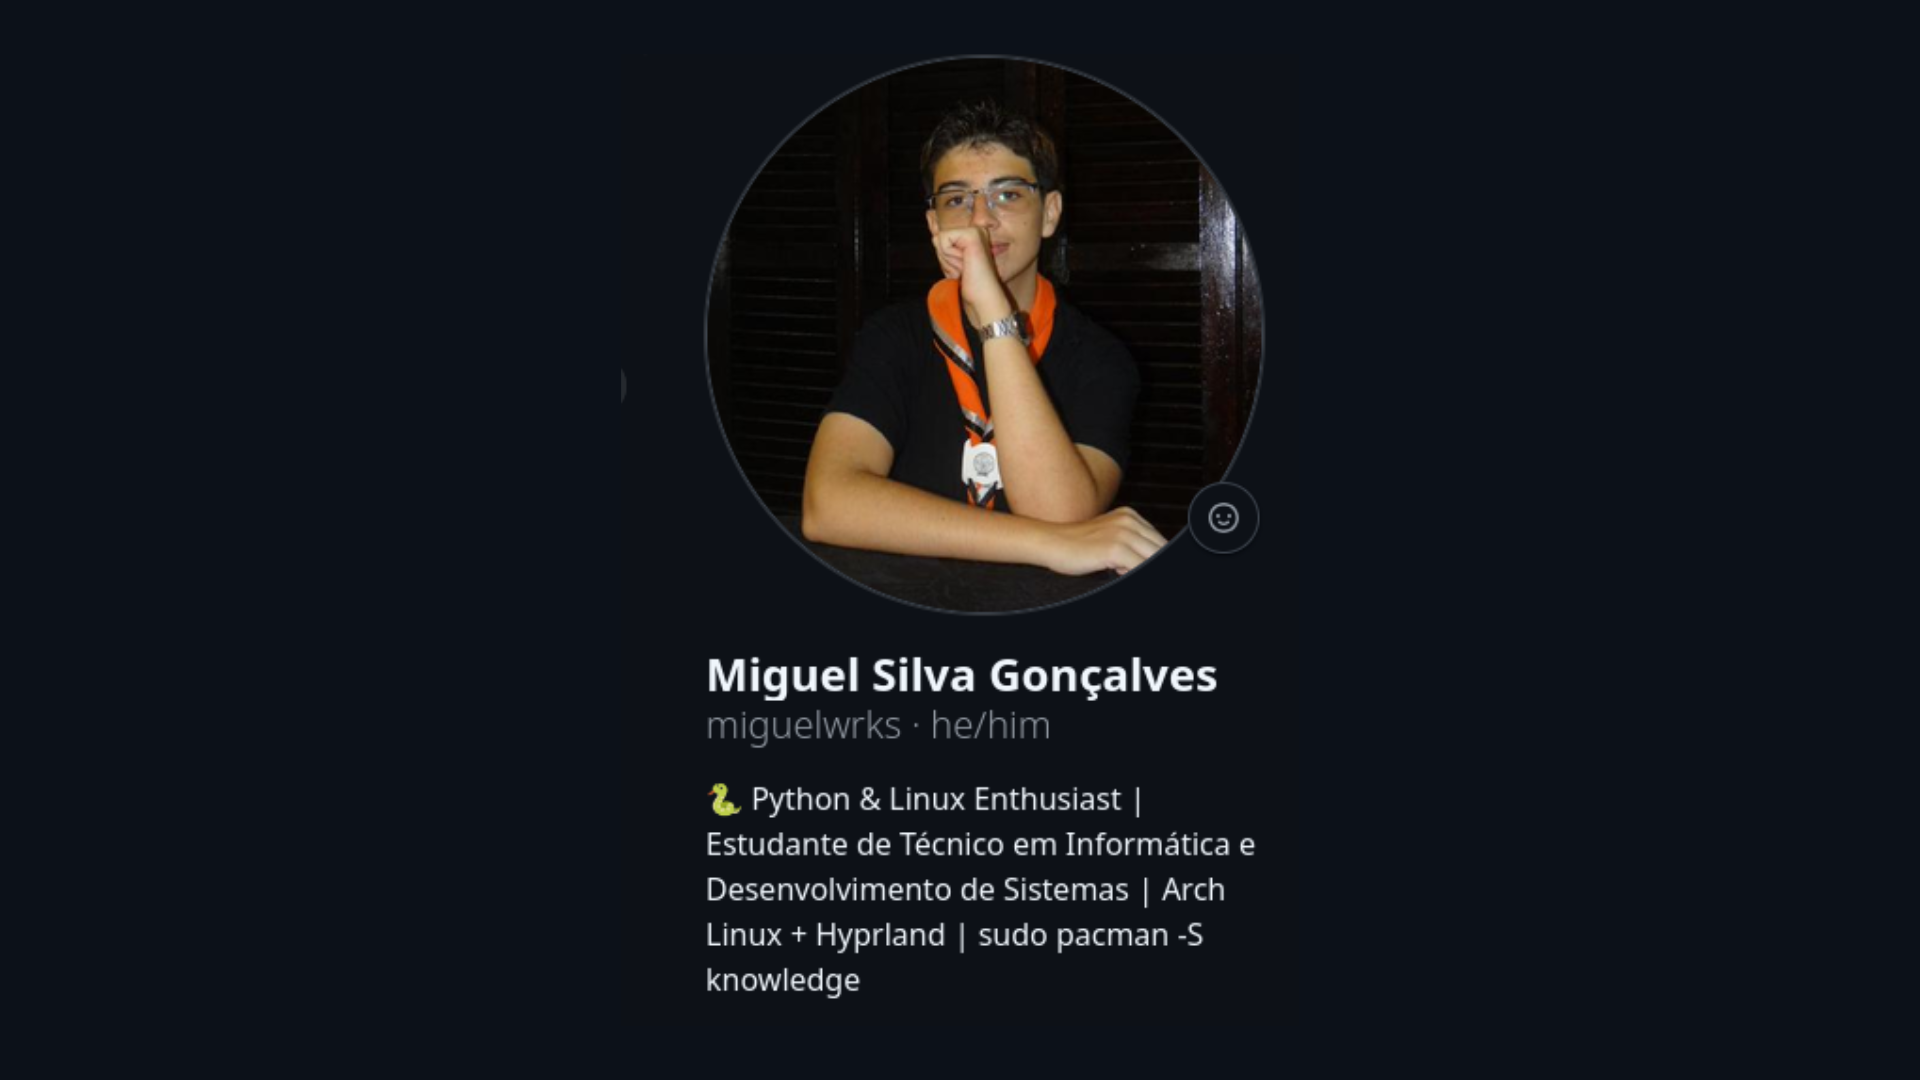 Miguel Silva Gonçalves
miguelwrks · he/him
🐍 Python & Linux Enthusiast |
Estudante de Técnico em Informática e
Desenvolvimento de Sistemas | Arch
Linux + Hyprland | sudo pacman -S
knowledge